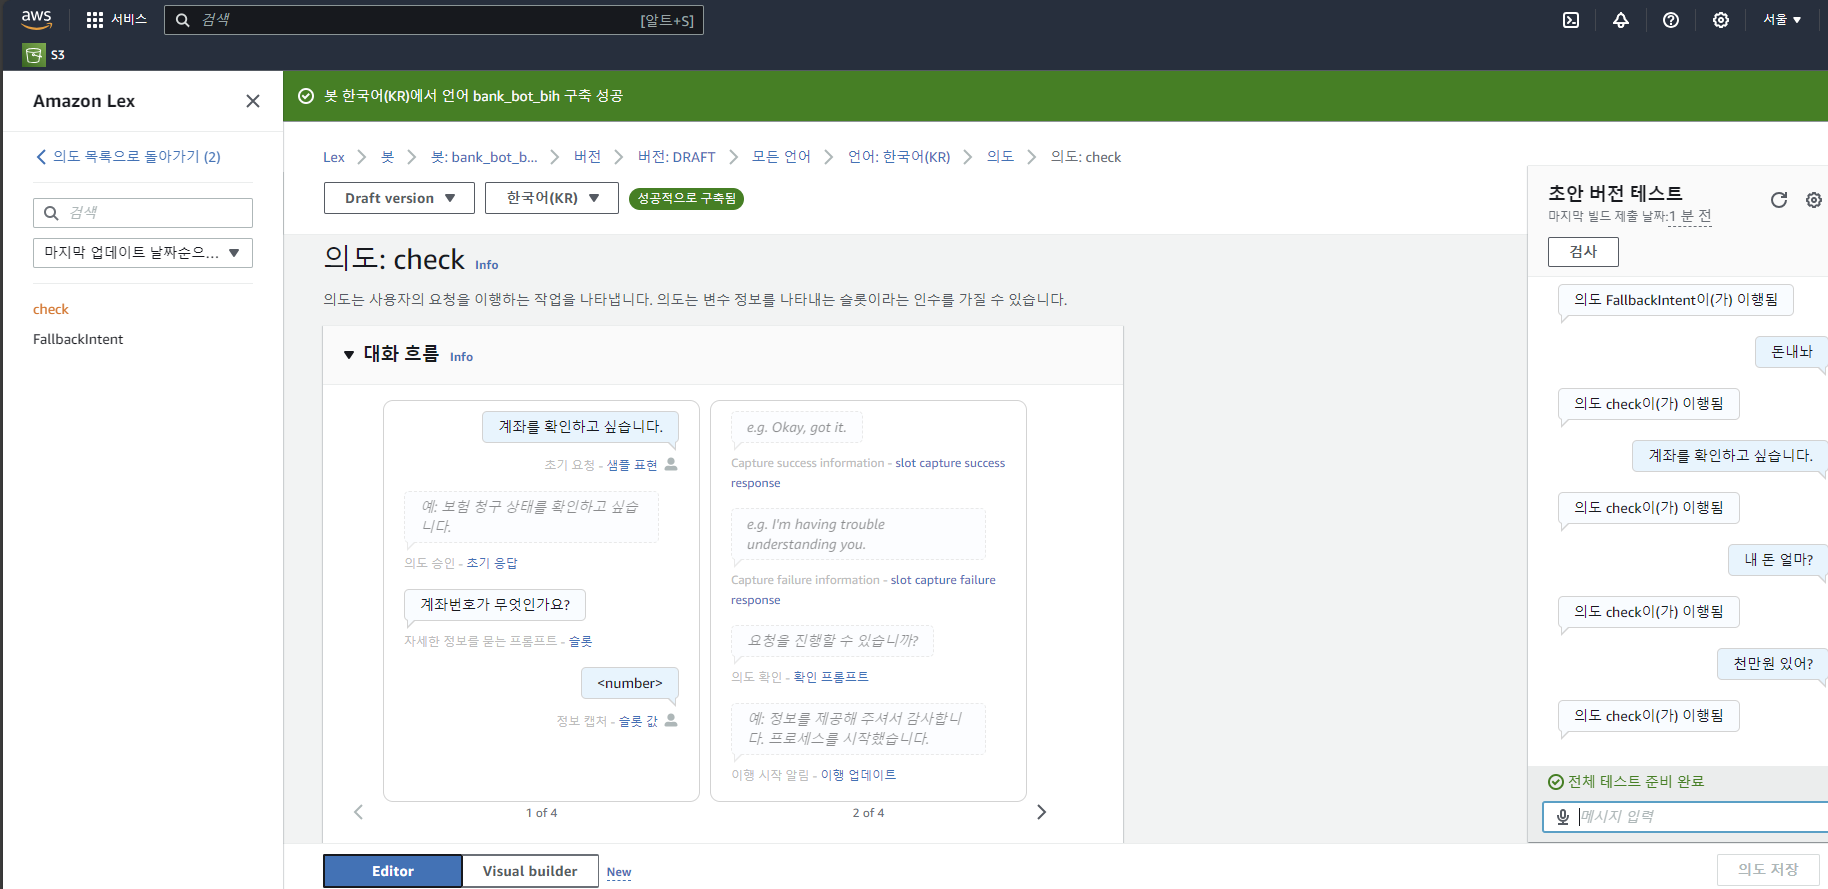 aws
서비스
검색
[알트+S]
서울 ▼
S3
Amazon Lex
의도 목록으로 돌아가기 (2)
검색
마지막 업데이트 날짜순으... ▼
check
FallbackIntent
봇 한국어(KR)에서 언어 bank_bot_bih 구축 성공
Lex > 봇 > 봇: bank_bot_b... > 버전 > 버전: DRAFT > 모든 언어 > 언어: 한국어(KR) > 의도 > 의도: check
Draft version ▼
한국어(KR) ▼
성공적으로 구축됨
의도: check Info
의도는 사용자의 요청을 이행하는 작업을 나타냅니다. 의도는 변수 정보를 나타내는 슬롯이라는 인수를 가질 수 있습니다.
▼ 대화 흐름 Info
계좌를 확인하고 싶습니다.
초기 요청 - 샘플 표현
예: 보험 청구 상태를 확인하고 싶습
니다.
의도 승인 - 초기 응답
계좌번호가 무엇인가요?
자세한 정보를 묻는 프롬프트 - 슬롯
<number>
정보 캡처 - 슬롯 값
1 of 4
e.g. Okay, got it.
Capture success information - slot capture success
response
e.g. I'm having trouble
understanding you.
Capture failure information - slot capture failure
response
요청을 진행할 수 있습니까?
의도 확인 - 확인 프롬프트
예: 정보를 제공해 주셔서 감사합니
다. 프로세스를 시작했습니다.
이행 시작 알림 - 이행 업데이트
2 of 4
Editor
Visual builder
New
초안 버전 테스트
마지막 빌드 제출 날짜:1 분 전
검사
의도 FallbackIntent이(가) 이행됨
돈내놔
의도 check이(가) 이행됨
계좌를 확인하고 싶습니다.
의도 check이(가) 이행됨
내 돈 얼마?
의도 check이(가) 이행됨
천만원 있어?
의도 check이(가) 이행됨
전체 테스트 준비 완료
메시지 입력
의도 저장